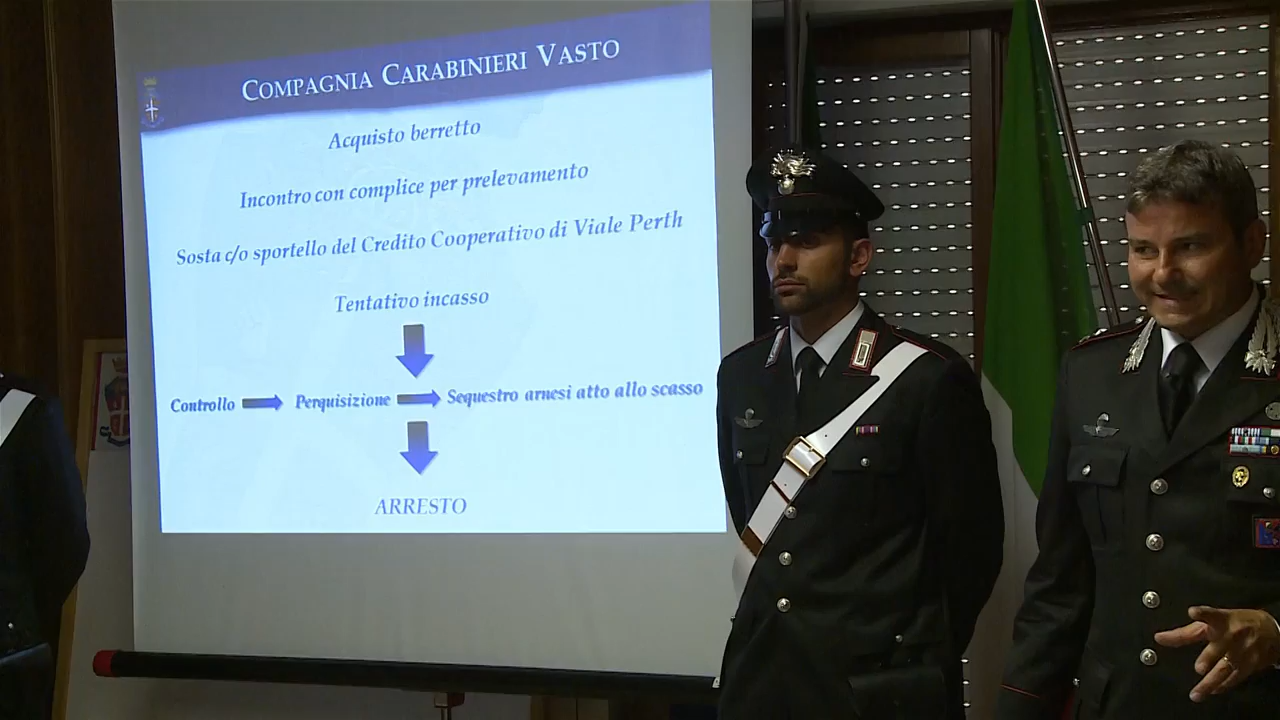 COMPAGNIA CARABINIERI VASTO
Acquisto berretto
Incontro con complice per prelevamento
Sosta c/o sportello del Credito Cooperativo di Viale Perth
Tentativo incasso
Controllo Perquisizione Sequestro arnesi atto allo scasso
ARRESTO